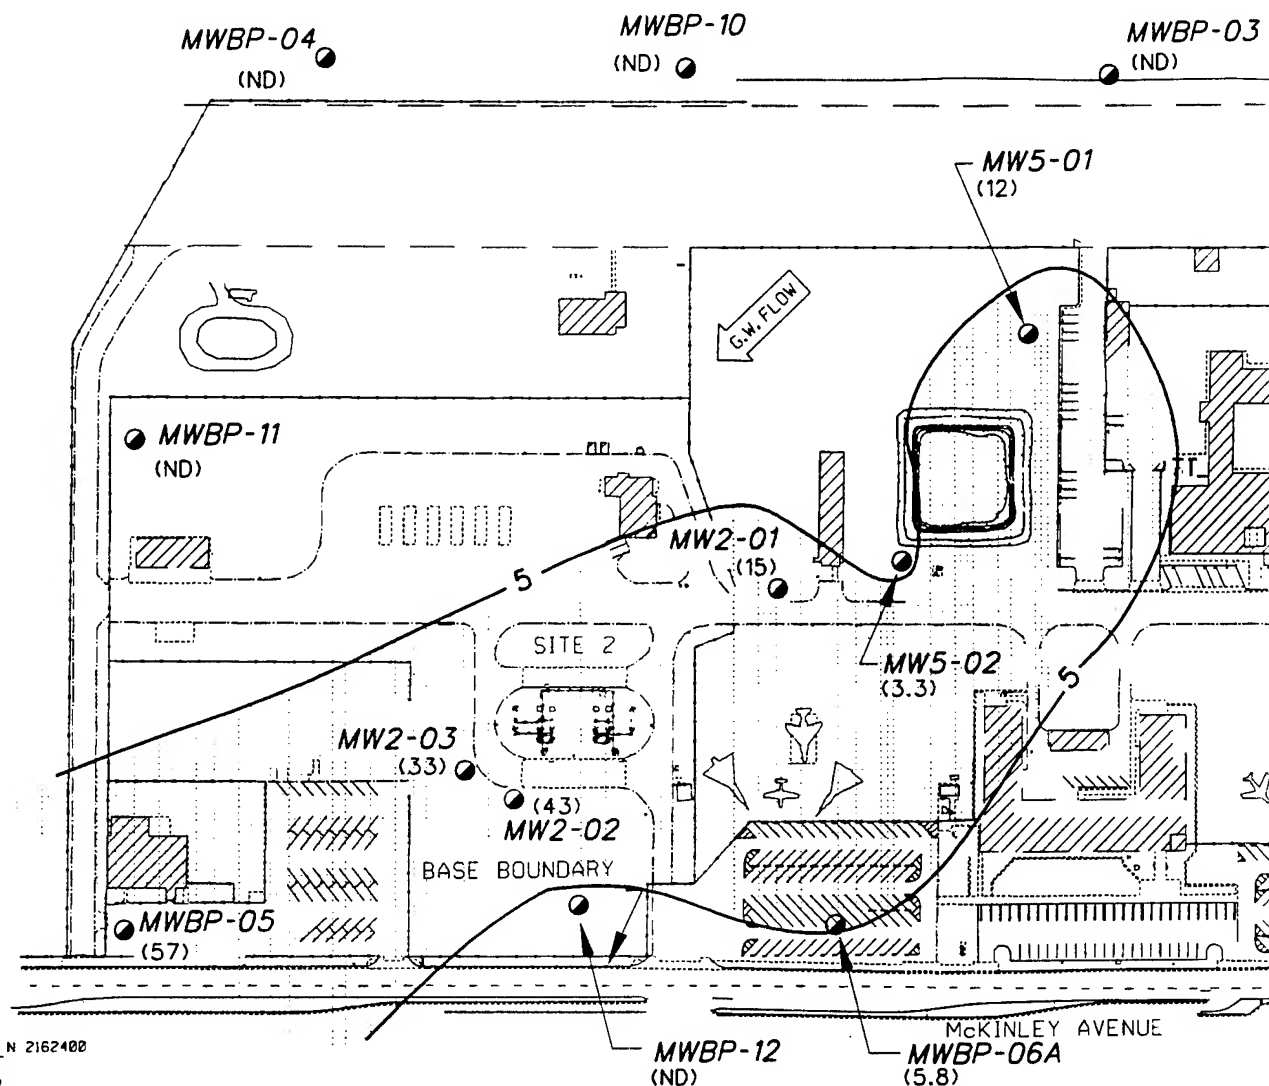 MWBP-04
(ND)
MWBP-10
(ND)
MWBP-03
(ND)
MW5-01
(12)
G.W. FLOW
MWBP-11
(ND)
MW2-01
(15)
5
SITE 2
MW5-02
(3.3)
5
MW2-03
(33)
(43)
MW2-02
BASE BOUNDARY
MWBP-05
(57)
McKINLEY AVENUE
N 2162400
MWBP-12
(ND)
MWBP-06A
(5.8)